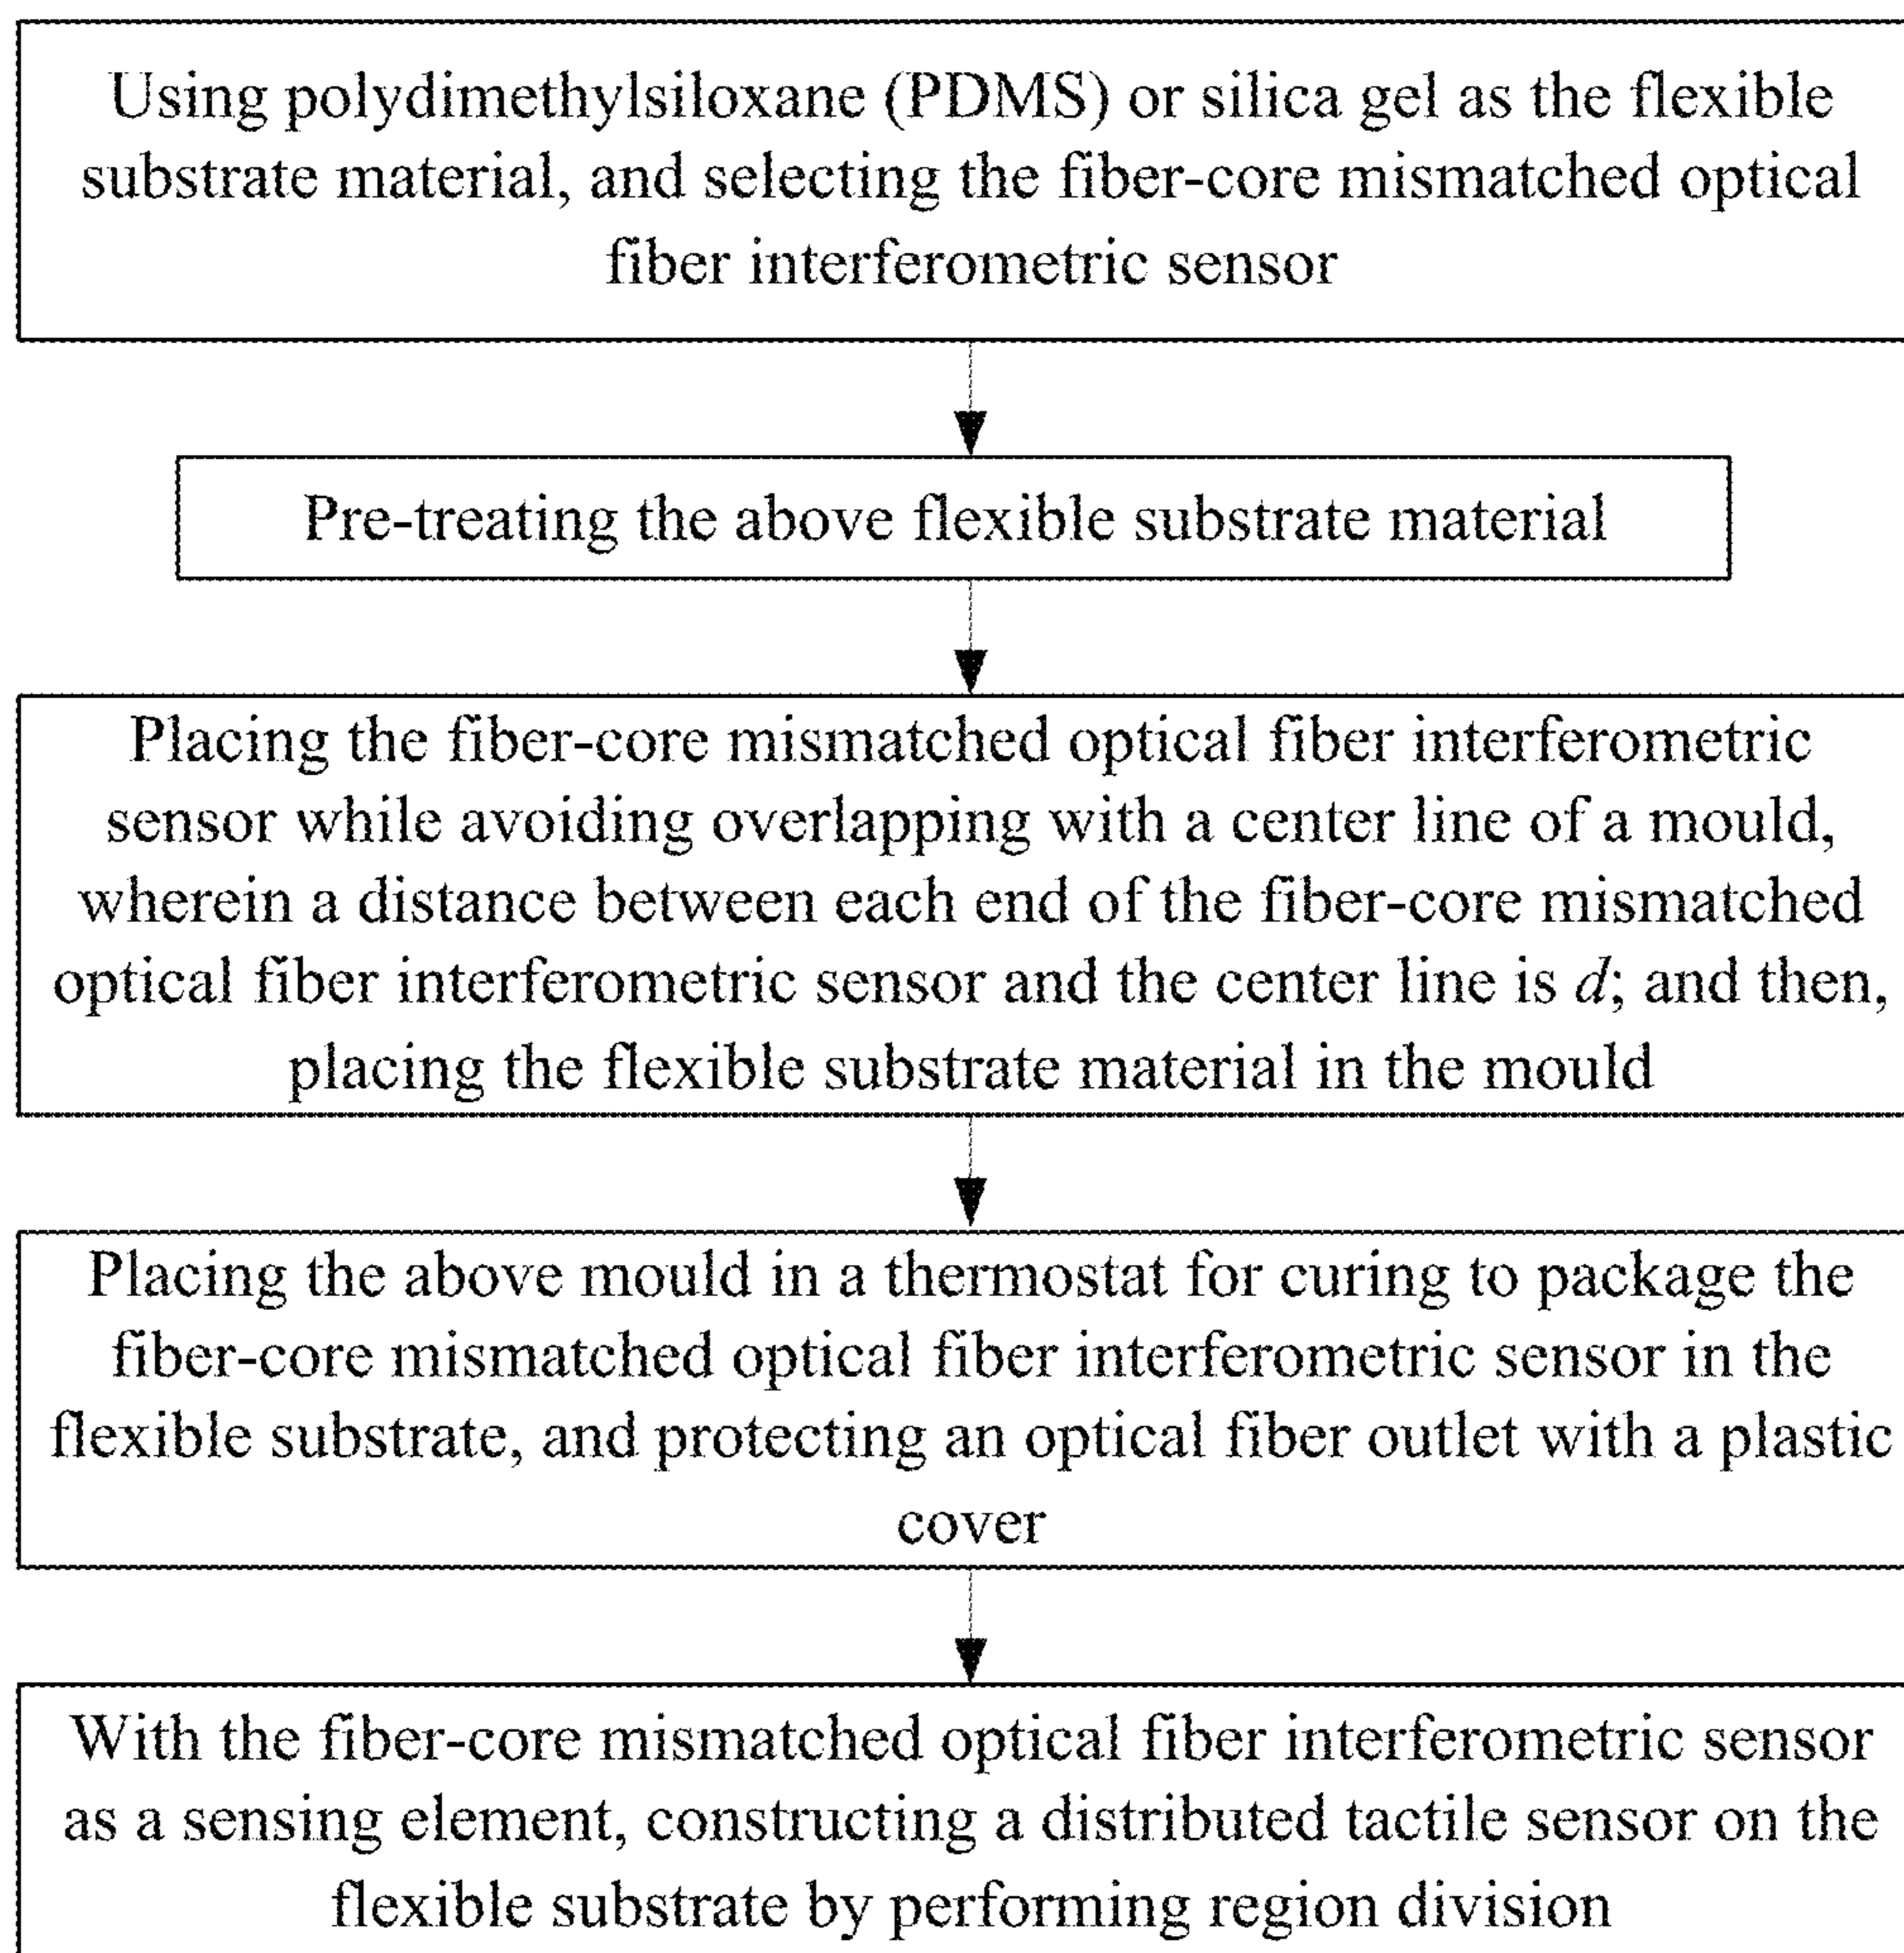 Using polydimethylsiloxane (PDMS) or silica gel as the flexible
substrate material, and selecting the fiber-core mismatched optical
fiber interferometric sensor
Pre-treating the above flexible substrate material
Placing the fiber-core mismatched optical fiber interferometric
sensor while avoiding overlapping with a center line of a mould,
wherein a distance between each end of the fiber-core mismatched
optical fiber interferometric sensor and the center line is d; and then,
placing the flexible substrate material in the mould
Placing the above mould in a thermostat for curing to package the
fiber-core mismatched optical fiber interferometric sensor in the
flexible substrate, and protecting an optical fiber outlet with a plastic
cover
With the fiber-core mismatched optical fiber interferometric sensor
as a sensing element, constructing a distributed tactile sensor on the
flexible substrate by performing region division